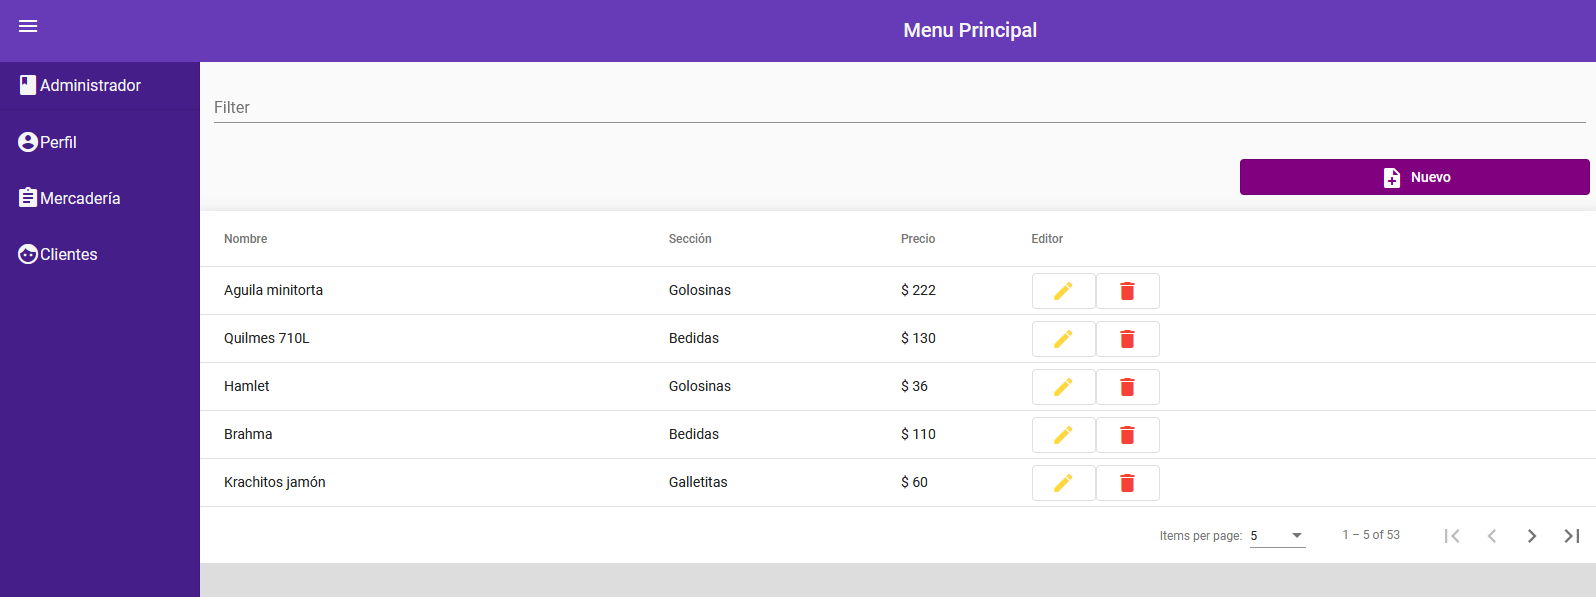 Menu Principal
Administrador
Perfil
Mercadería
Clientes
Filter
Nuevo
Nombre Sección Precio Editor
Aguila minitorta Golosinas $ 222
Quilmes 710L Bedidas $ 130
Hamlet Golosinas $ 36
Brahma Bedidas $ 110
Krachitos jamón Galletitas $ 60
Items per page: 5 1 – 5 of 53